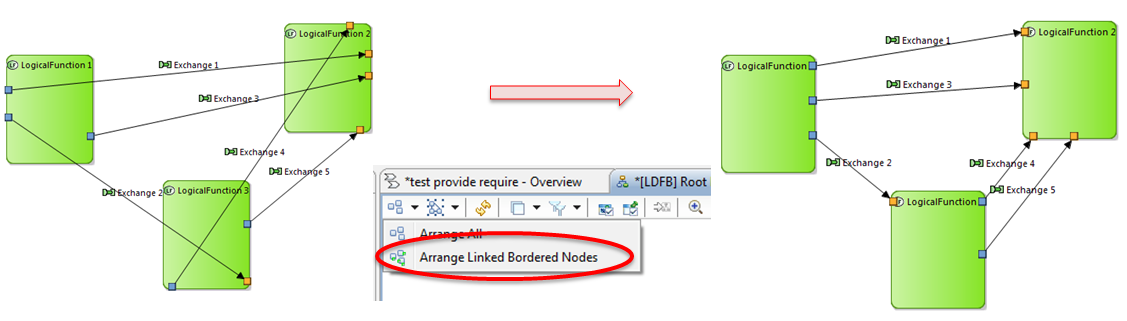 LogicalFunction 1
LogicalFunction 2
Exchange 1
Exchange 3
Exchange 4
Exchange 5
Exchange 2
LogicalFunction 3
*test provide require - Overview
*[LDFB] Root
Arrange All
Arrange Linked Bordered Nodes
LogicalFunction
LogicalFunction 2
Exchange 1
Exchange 3
Exchange 2
Exchange 4
Exchange 5
LogicalFunction